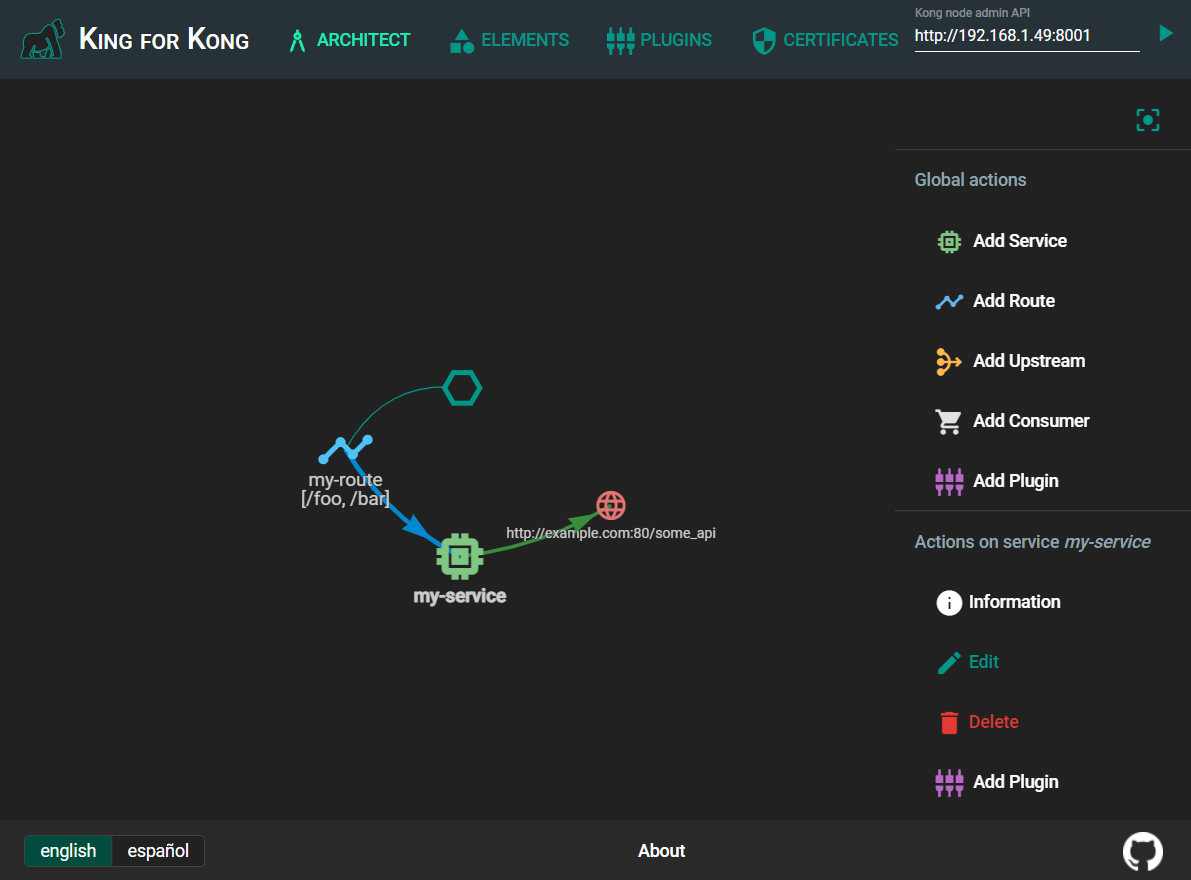 King for Kong
ARCHITECT
ELEMENTS
PLUGINS
CERTIFICATES
Kong node admin API
http://192.168.1.49:8001
Global actions
Add Service
Add Route
Add Upstream
Add Consumer
Add Plugin
my-route
[/foo, /bar]
http://example.com:80/some_api
my-service
Actions on service my-service
Information
Edit
Delete
Add Plugin
english
español
About